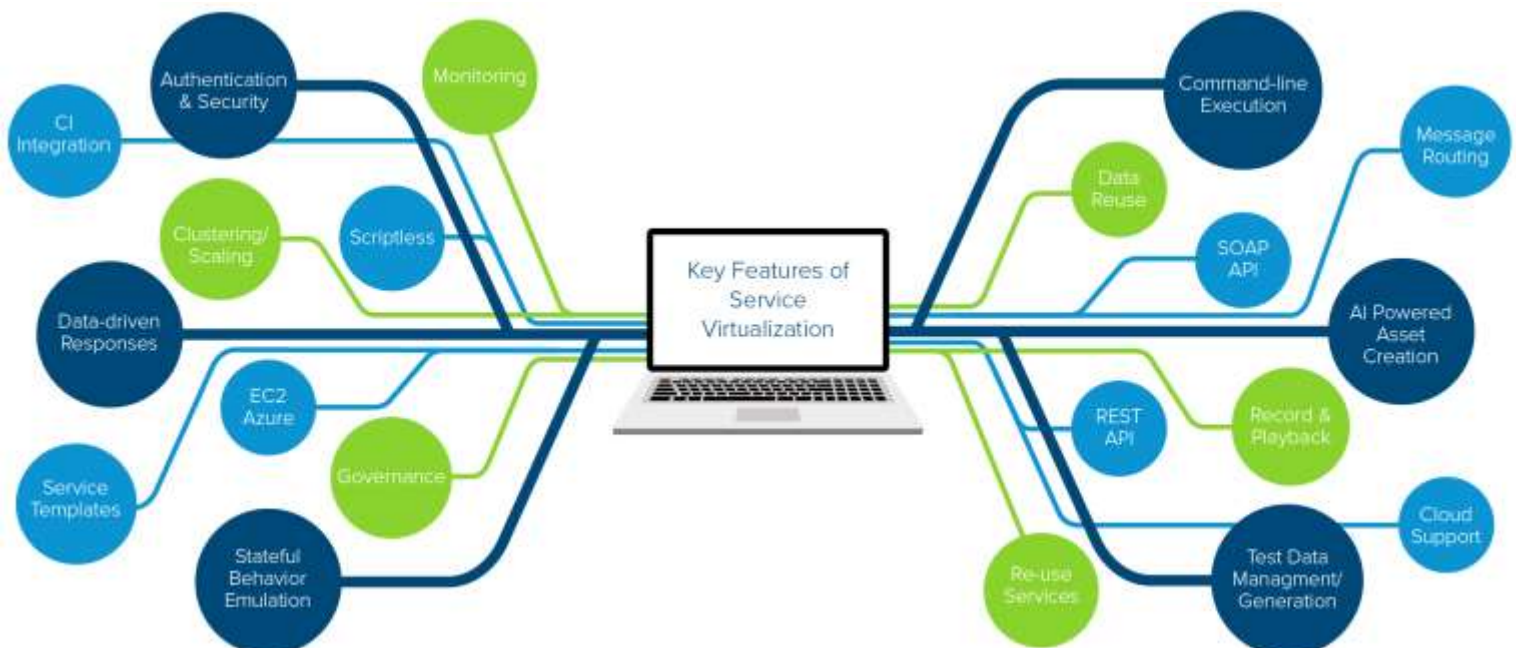 Authentication
& Security
Monitoring
CI
Integration
Clustering/
Scaling
Scriptless
Data-driven
Responses
EC2
Azure
Service
Templates
Governance
Stateful
Behavior
Emulation
Key Features of
Service
Virtualization
Command-line
Execution
Message
Routing
Data
Reuse
SOAP
API
AI Powered
Asset
Creation
REST
API
Record &
Playback
Cloud
Support
Re-use
Services
Test Data
Managment/
Generation